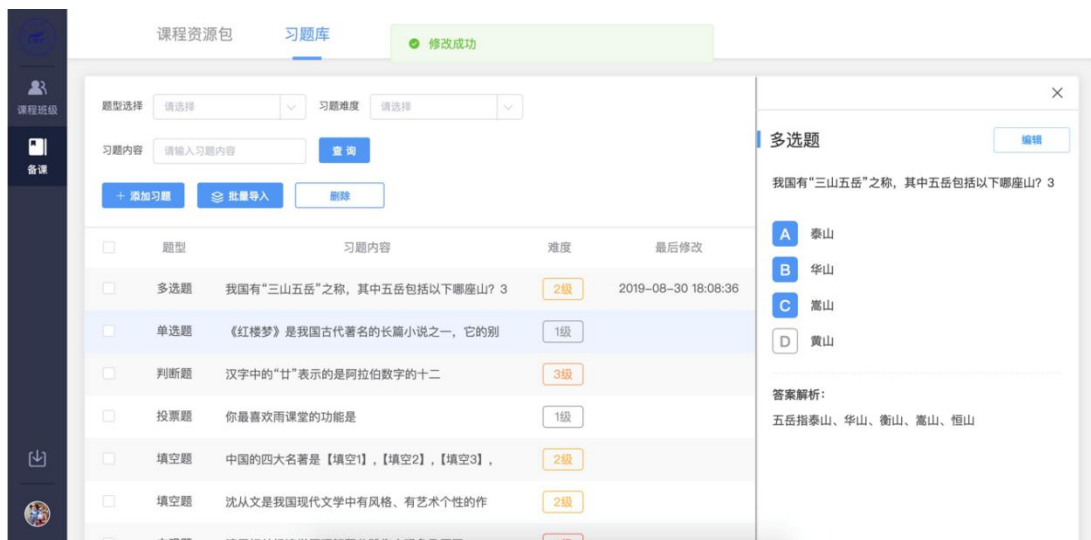 课程资源包
习题库
修改成功
课程班级
备课
题型选择
请选择
习题难度
请选择
习题内容
请输入习题内容
查 询
+ 添加习题
批量导入
删除
题型
习题内容
难度
最后修改
多选题
我国有“三山五岳”之称，其中五岳包括以下哪座山？3
2级
2019-08-30 18:08:36
单选题
《红楼梦》是我国古代著名的长篇小说之一，它的别
1级
判断题
汉字中的“廿”表示的是阿拉伯数字的十二
3级
投票题
你最喜欢雨课堂的功能是
1级
填空题
中国的四大名著是【填空1】,【填空2】,【填空3】,
2级
填空题
沈从文是我国现代文学中有风格、有艺术个性的作
2级
多选题
编辑
我国有“三山五岳”之称，其中五岳包括以下哪座山？3
A 泰山
B 华山
C 嵩山
D 黄山
答案解析：
五岳指泰山、华山、衡山、嵩山、恒山